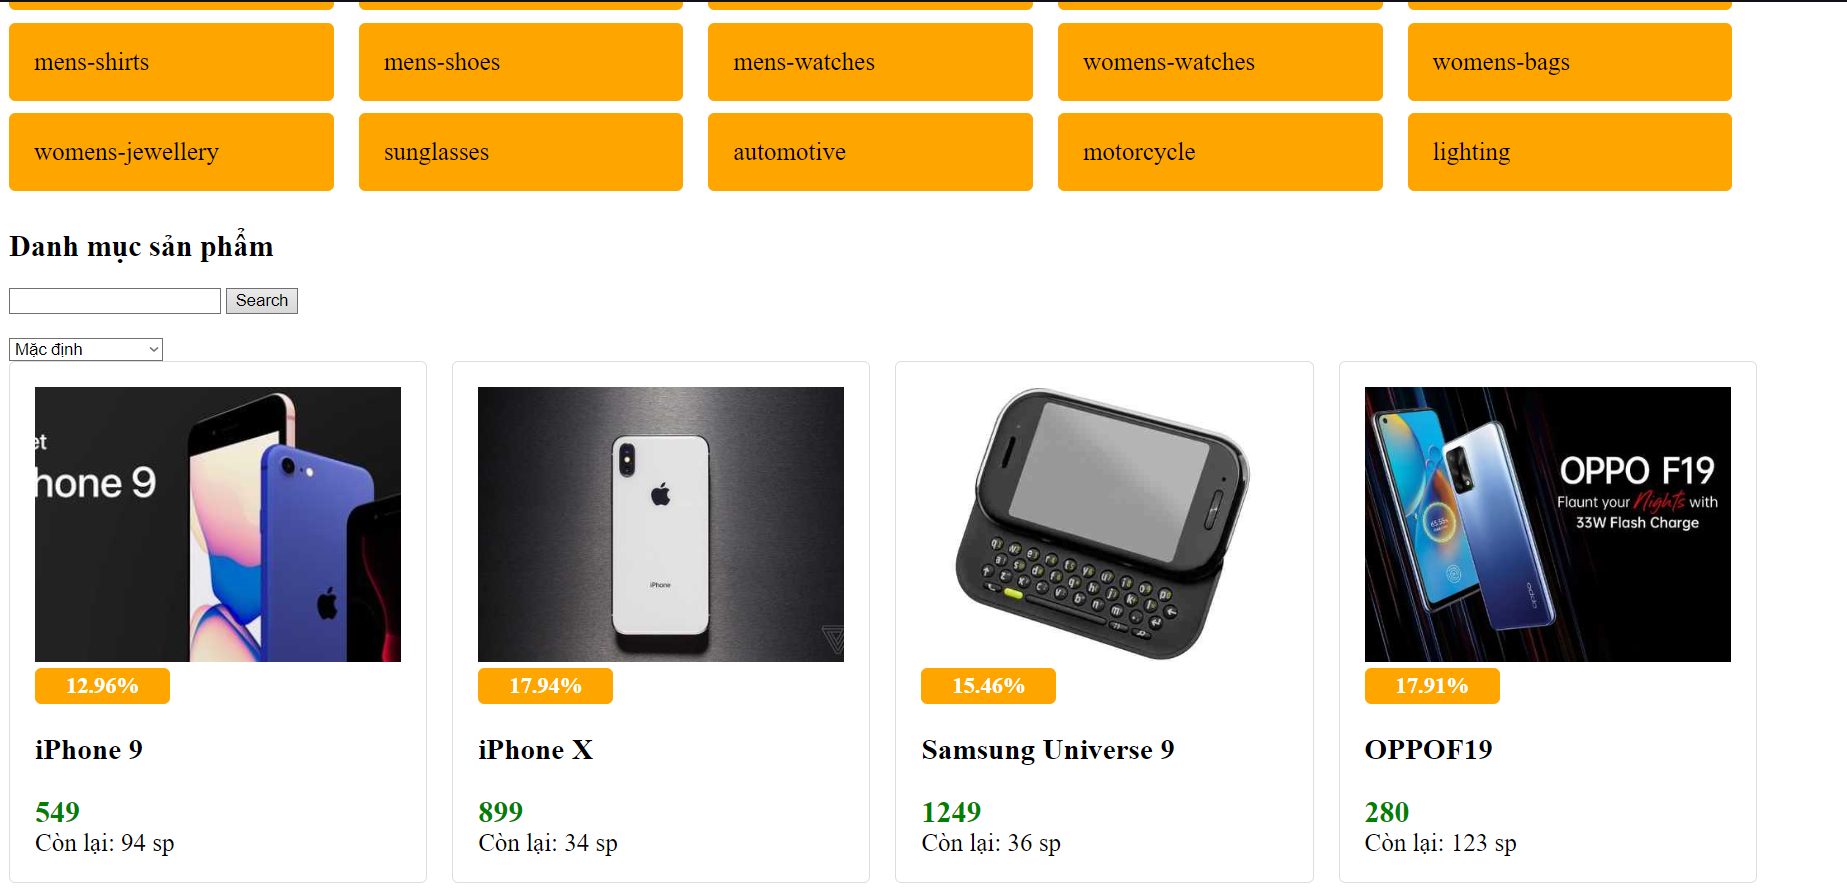 mens-shirts
mens-shoes
mens-watches
womens-watches
womens-bags
womens-jewellery
sunglasses
automotive
motorcycle
lighting
Danh mục sản phẩm
Search
Mặc định
et
hone 9
iPhone
OPPO F19
Flaunt your Nights with
33W Flash Charge
oppo
12.96%
17.94%
15.46%
17.91%
iPhone 9
iPhone X
Samsung Universe 9
OPPOF19
549
899
1249
280
Còn lại: 94 sp
Còn lại: 34 sp
Còn lại: 36 sp
Còn lại: 123 sp